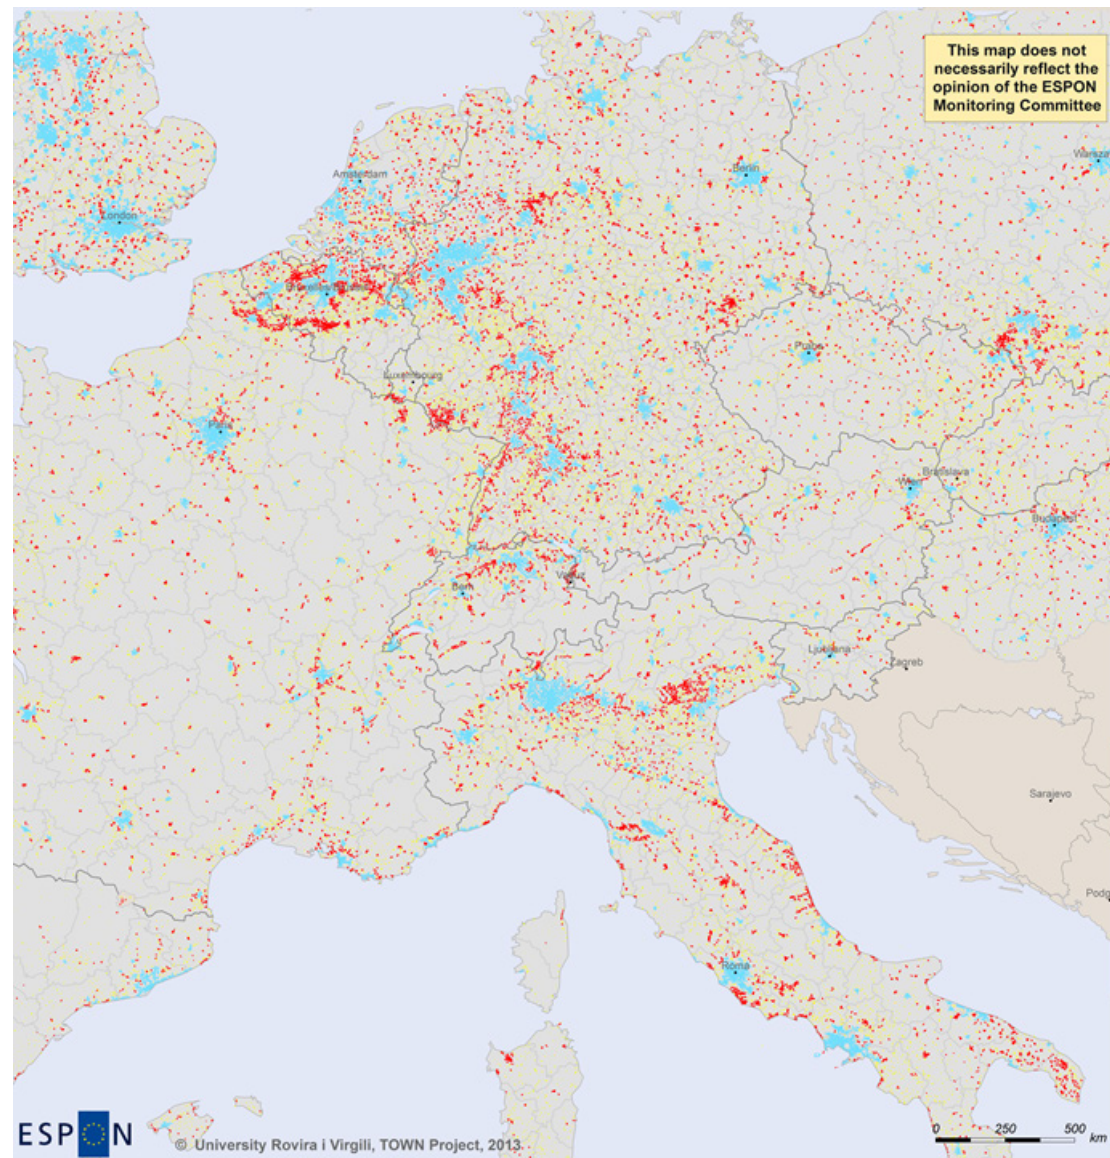 This map does not
necessarily reflect the
opinion of the ESPON
Monitoring Committee
Warsza
Berlin
Amsterdam
London
Praha
Luxembourg
Paris
Bratislava
Wien
Budapest
Vaduz
Bern
Ljubljana
Zagreb
Sarajevo
Podg
Roma
ESPON
© University Rovira i Virgili, TOWN Project, 2013
0 250 500
km